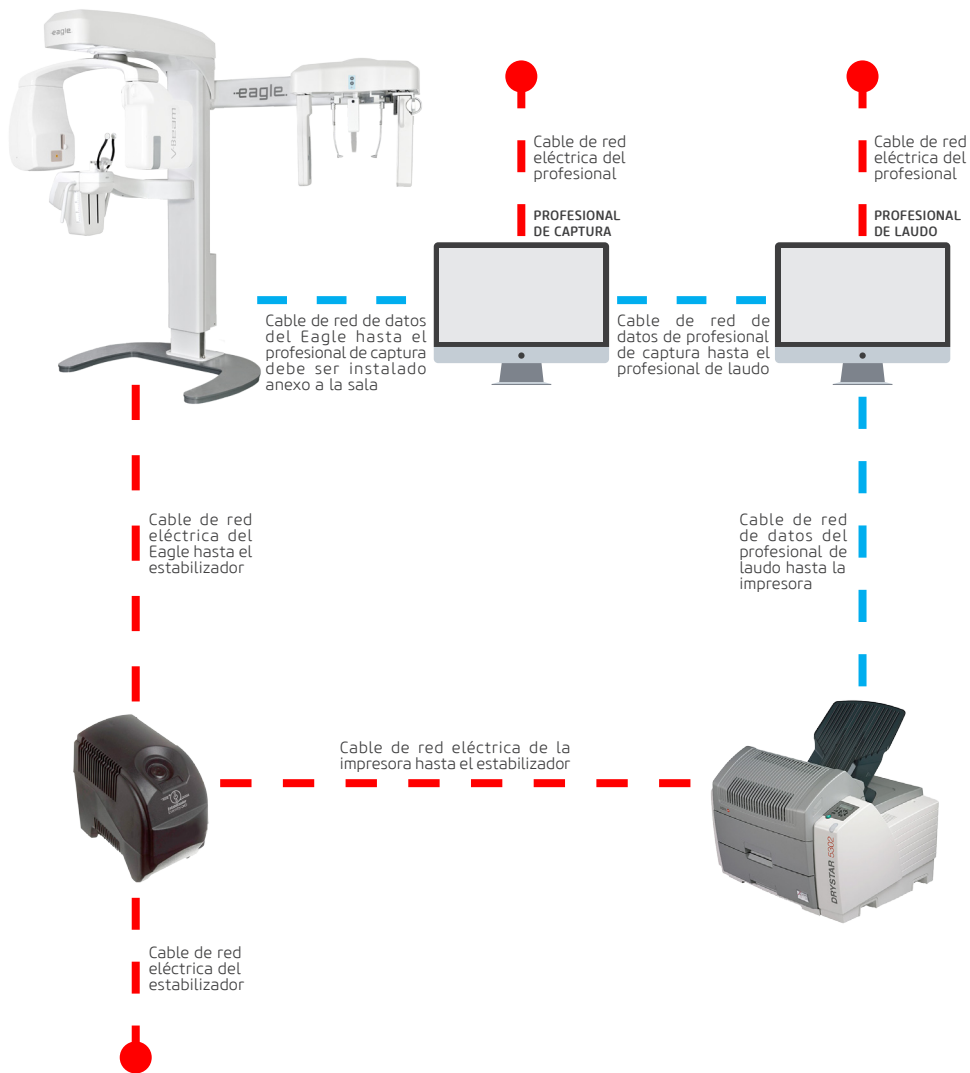 eagle
eagle
V-Beam
Cable de red
eléctrica del
profesional
PROFESIONAL
DE CAPTURA
Cable de red
eléctrica del
profesional
PROFESIONAL
DE LAUDO
Cable de red de datos
del Eagle hasta el
profesional de captura
debe ser instalado
anexo a la sala
Cable de red de
datos de profesional
de captura hasta el
profesional de laudo
Cable de red
eléctrica del
Eagle hasta el
estabilizador
Cable de red
de datos del
profesional de
laudo hasta la
impresora
Cable de red eléctrica de la
impresora hasta el estabilizador
DRYSTAR 5302
Cable de red
eléctrica del
estabilizador